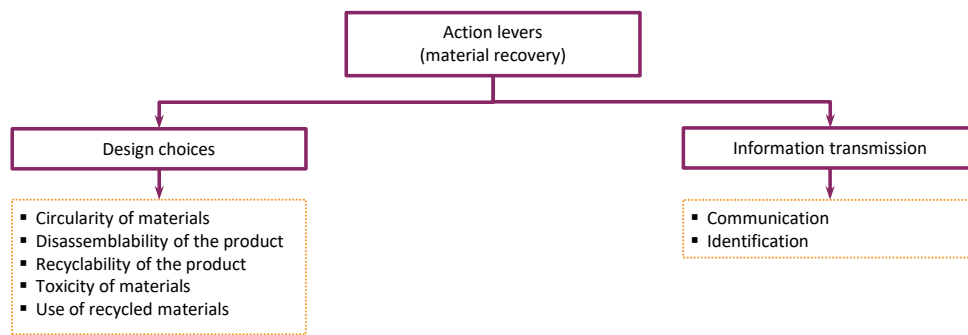 Action levers
(material recovery)
Design choices
Information transmission
▪ Circularity of materials
▪ Disassemblability of the product
▪ Recyclability of the product
▪ Toxicity of materials
▪ Use of recycled materials
▪ Communication
▪ Identification